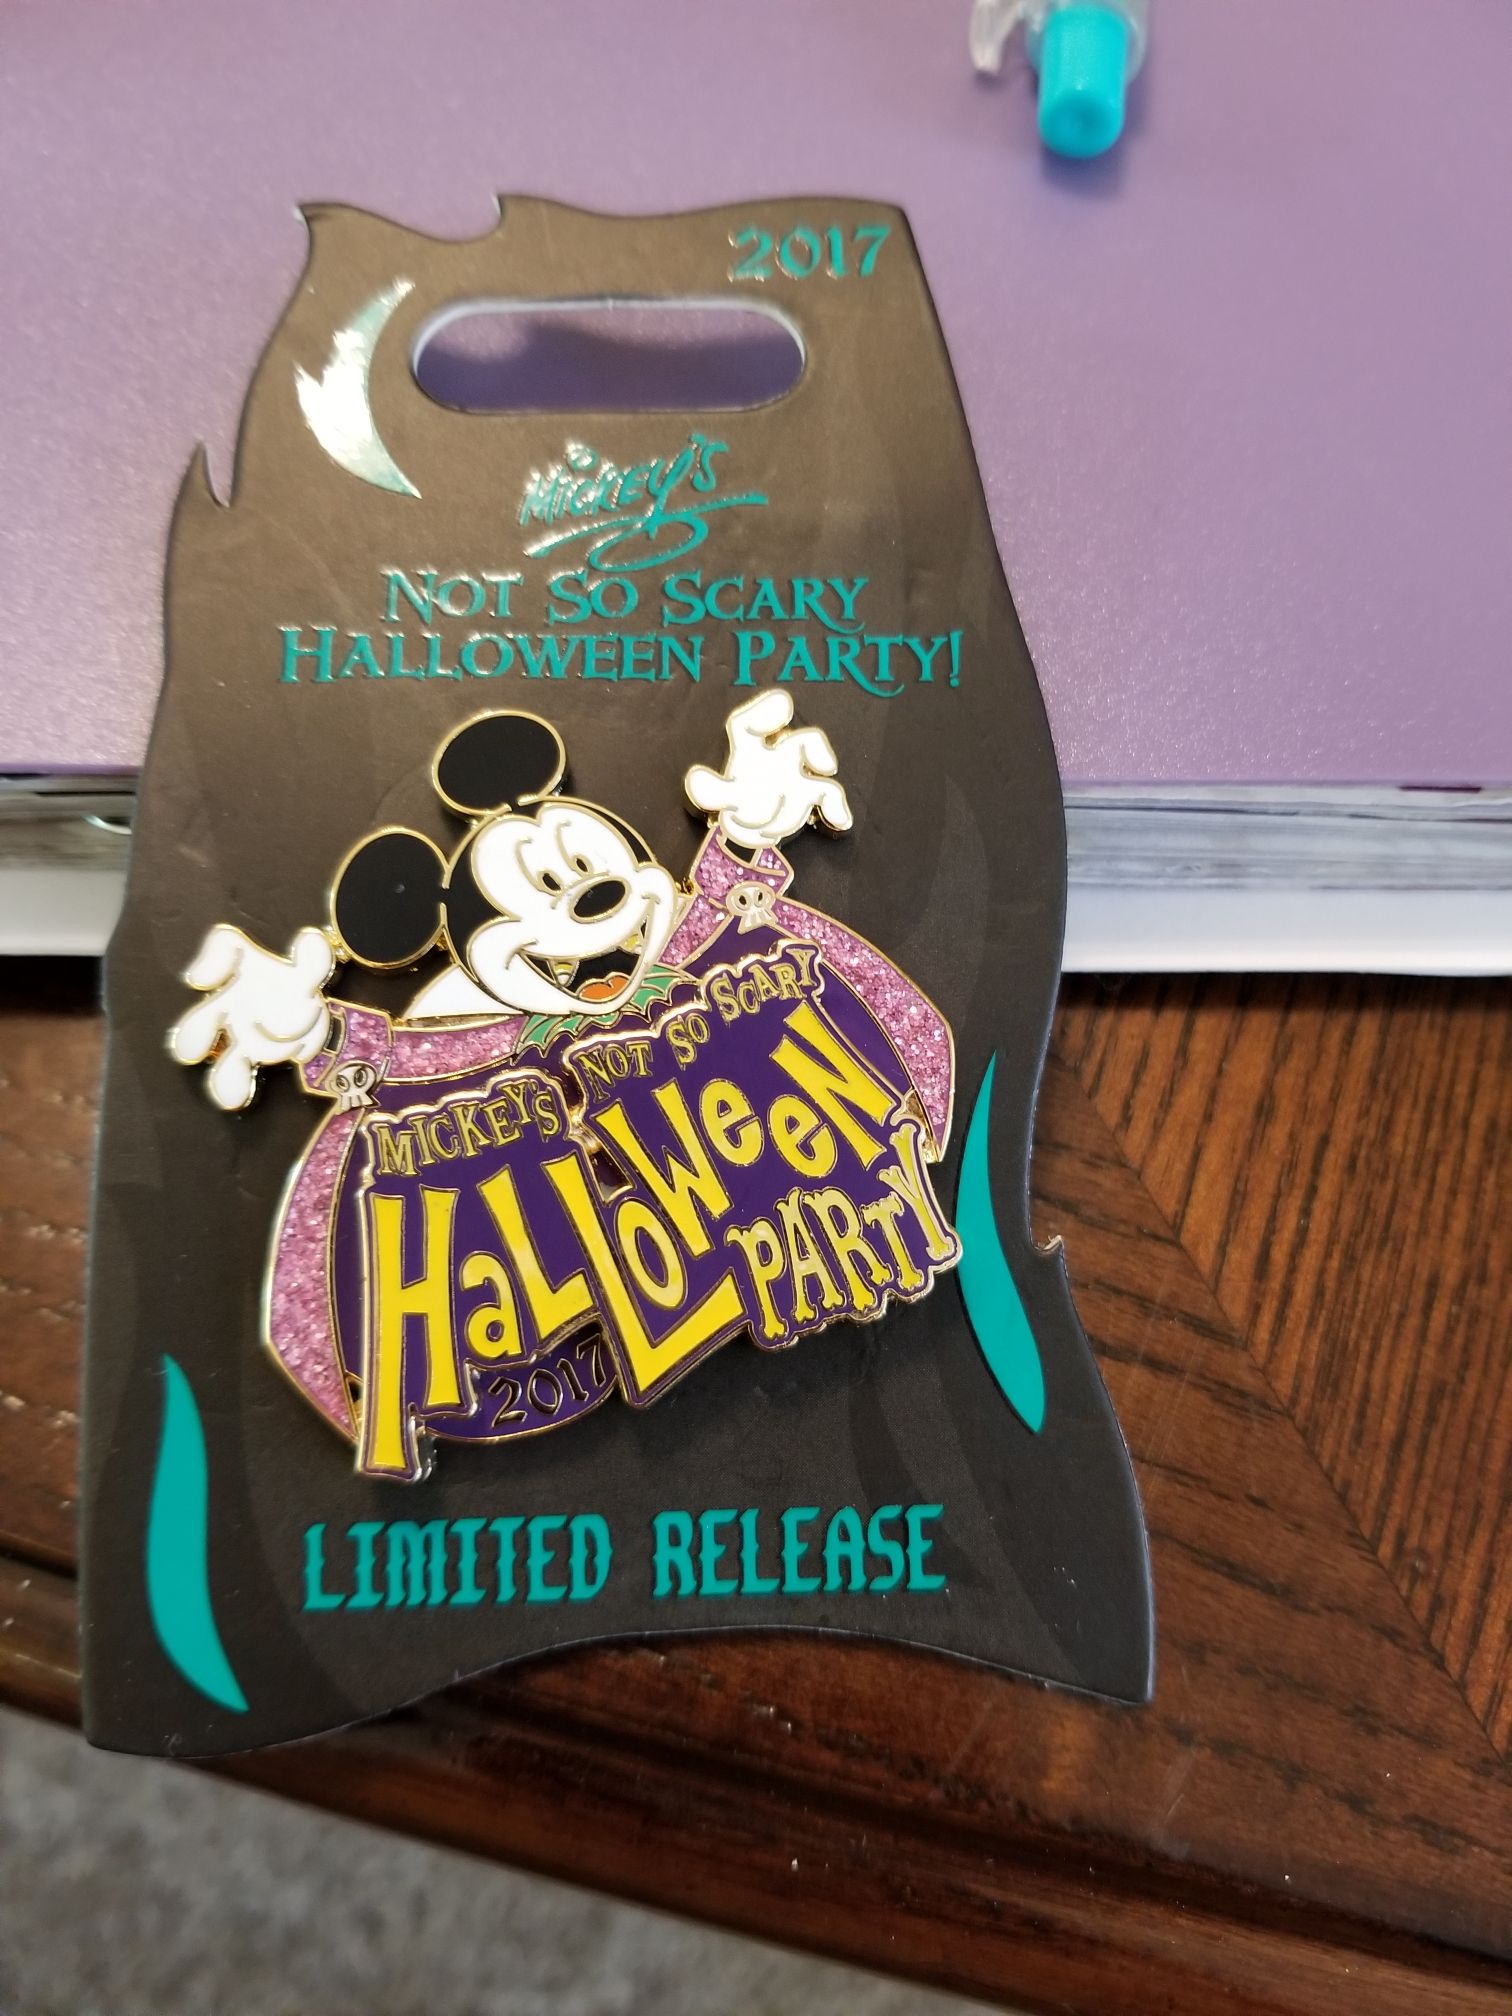 2017
Mickey's
NOT SO SCARY
HALLOWEEN PARTY!
MICKEY'S NOT SO SCARY
HALLOWEEN
PARTY
2017
LIMITED RELEASE